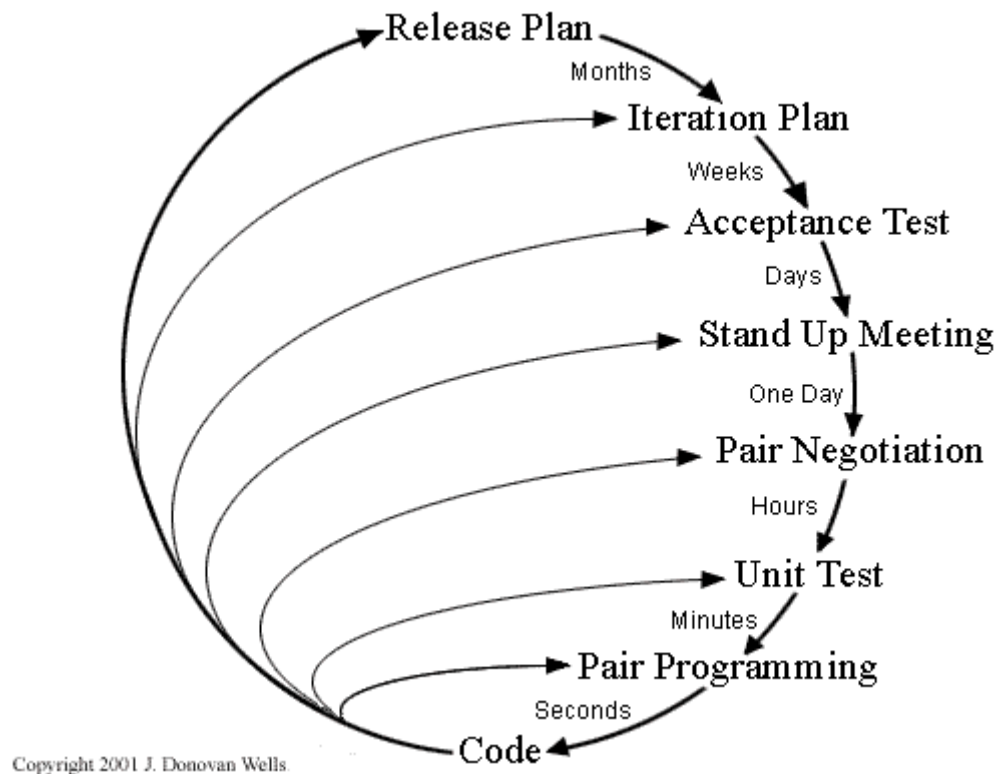 Release Plan
Months
Iteration Plan
Weeks
Acceptance Test
Days
Stand Up Meeting
One Day
Pair Negotiation
Hours
Unit Test
Minutes
Pair Programming
Seconds
Code
Copyright 2001 J. Donovan Wells